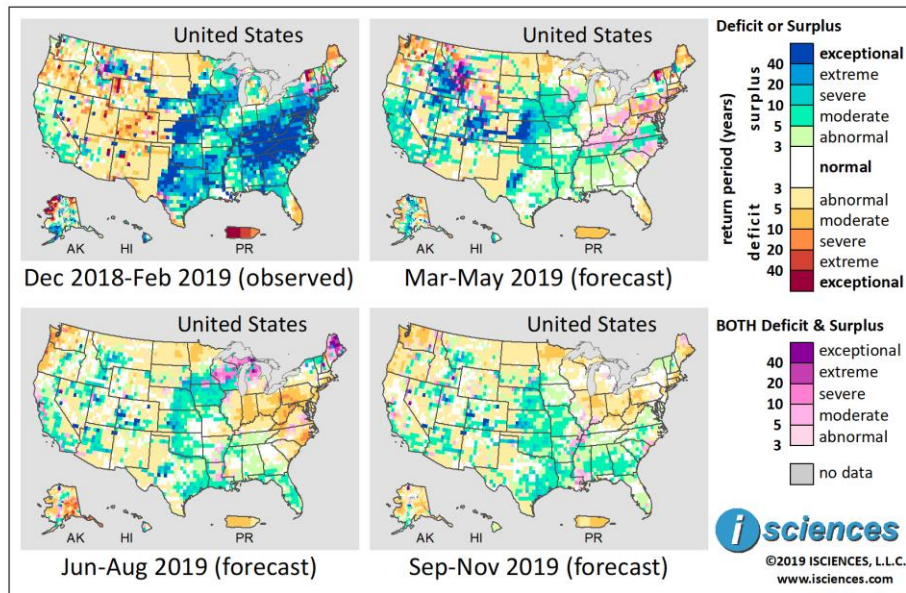 United States
AK HI PR
Dec 2018-Feb 2019 (observed)
United States
AK HI PR
Mar-May 2019 (forecast)
United States
AK HI PR
Jun-Aug 2019 (forecast)
United States
AK HI PR
Sep-Nov 2019 (forecast)
Deficit or Surplus
return period (years)
surplus
deficit
exceptional
40
extreme
20
severe
10
moderate
5
abnormal
3
normal
3
abnormal
5
moderate
10
severe
20
extreme
40
exceptional
BOTH Deficit & Surplus
exceptional
40
extreme
20
severe
10
moderate
5
abnormal
3
no data
i sciences
©2019 ISCIENCES, L.L.C.
www.isciences.com